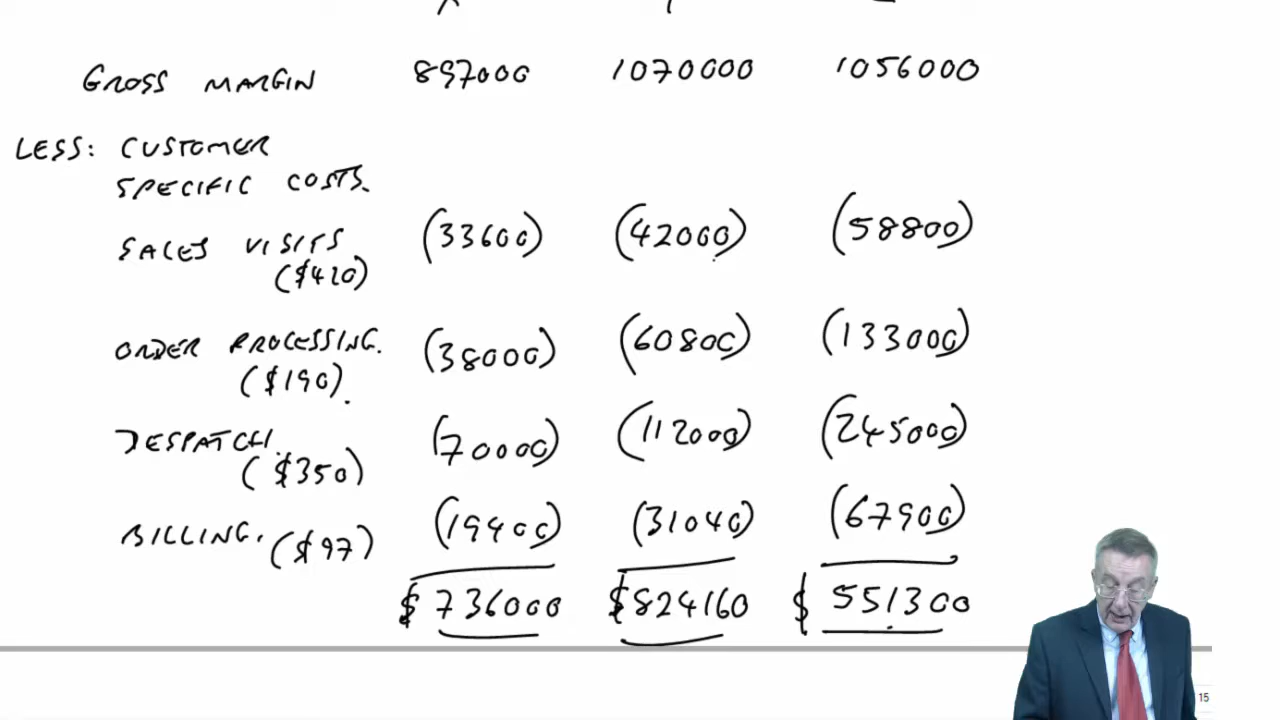 GROSS MARGIN 897000 1070000 1056000
LESS: CUSTOMER
SPECIFIC COSTS.
SALES VISITS (33600) (42000) (58800)
($420)
ORDER PROCESSING. (38000) (60800) (133000)
($190).
DESPATCH. (70000) (112000) (245000)
($350)
BILLING. ($97) (19400) (31040) (67900)
$ 736000 $824160 $ 551300
15